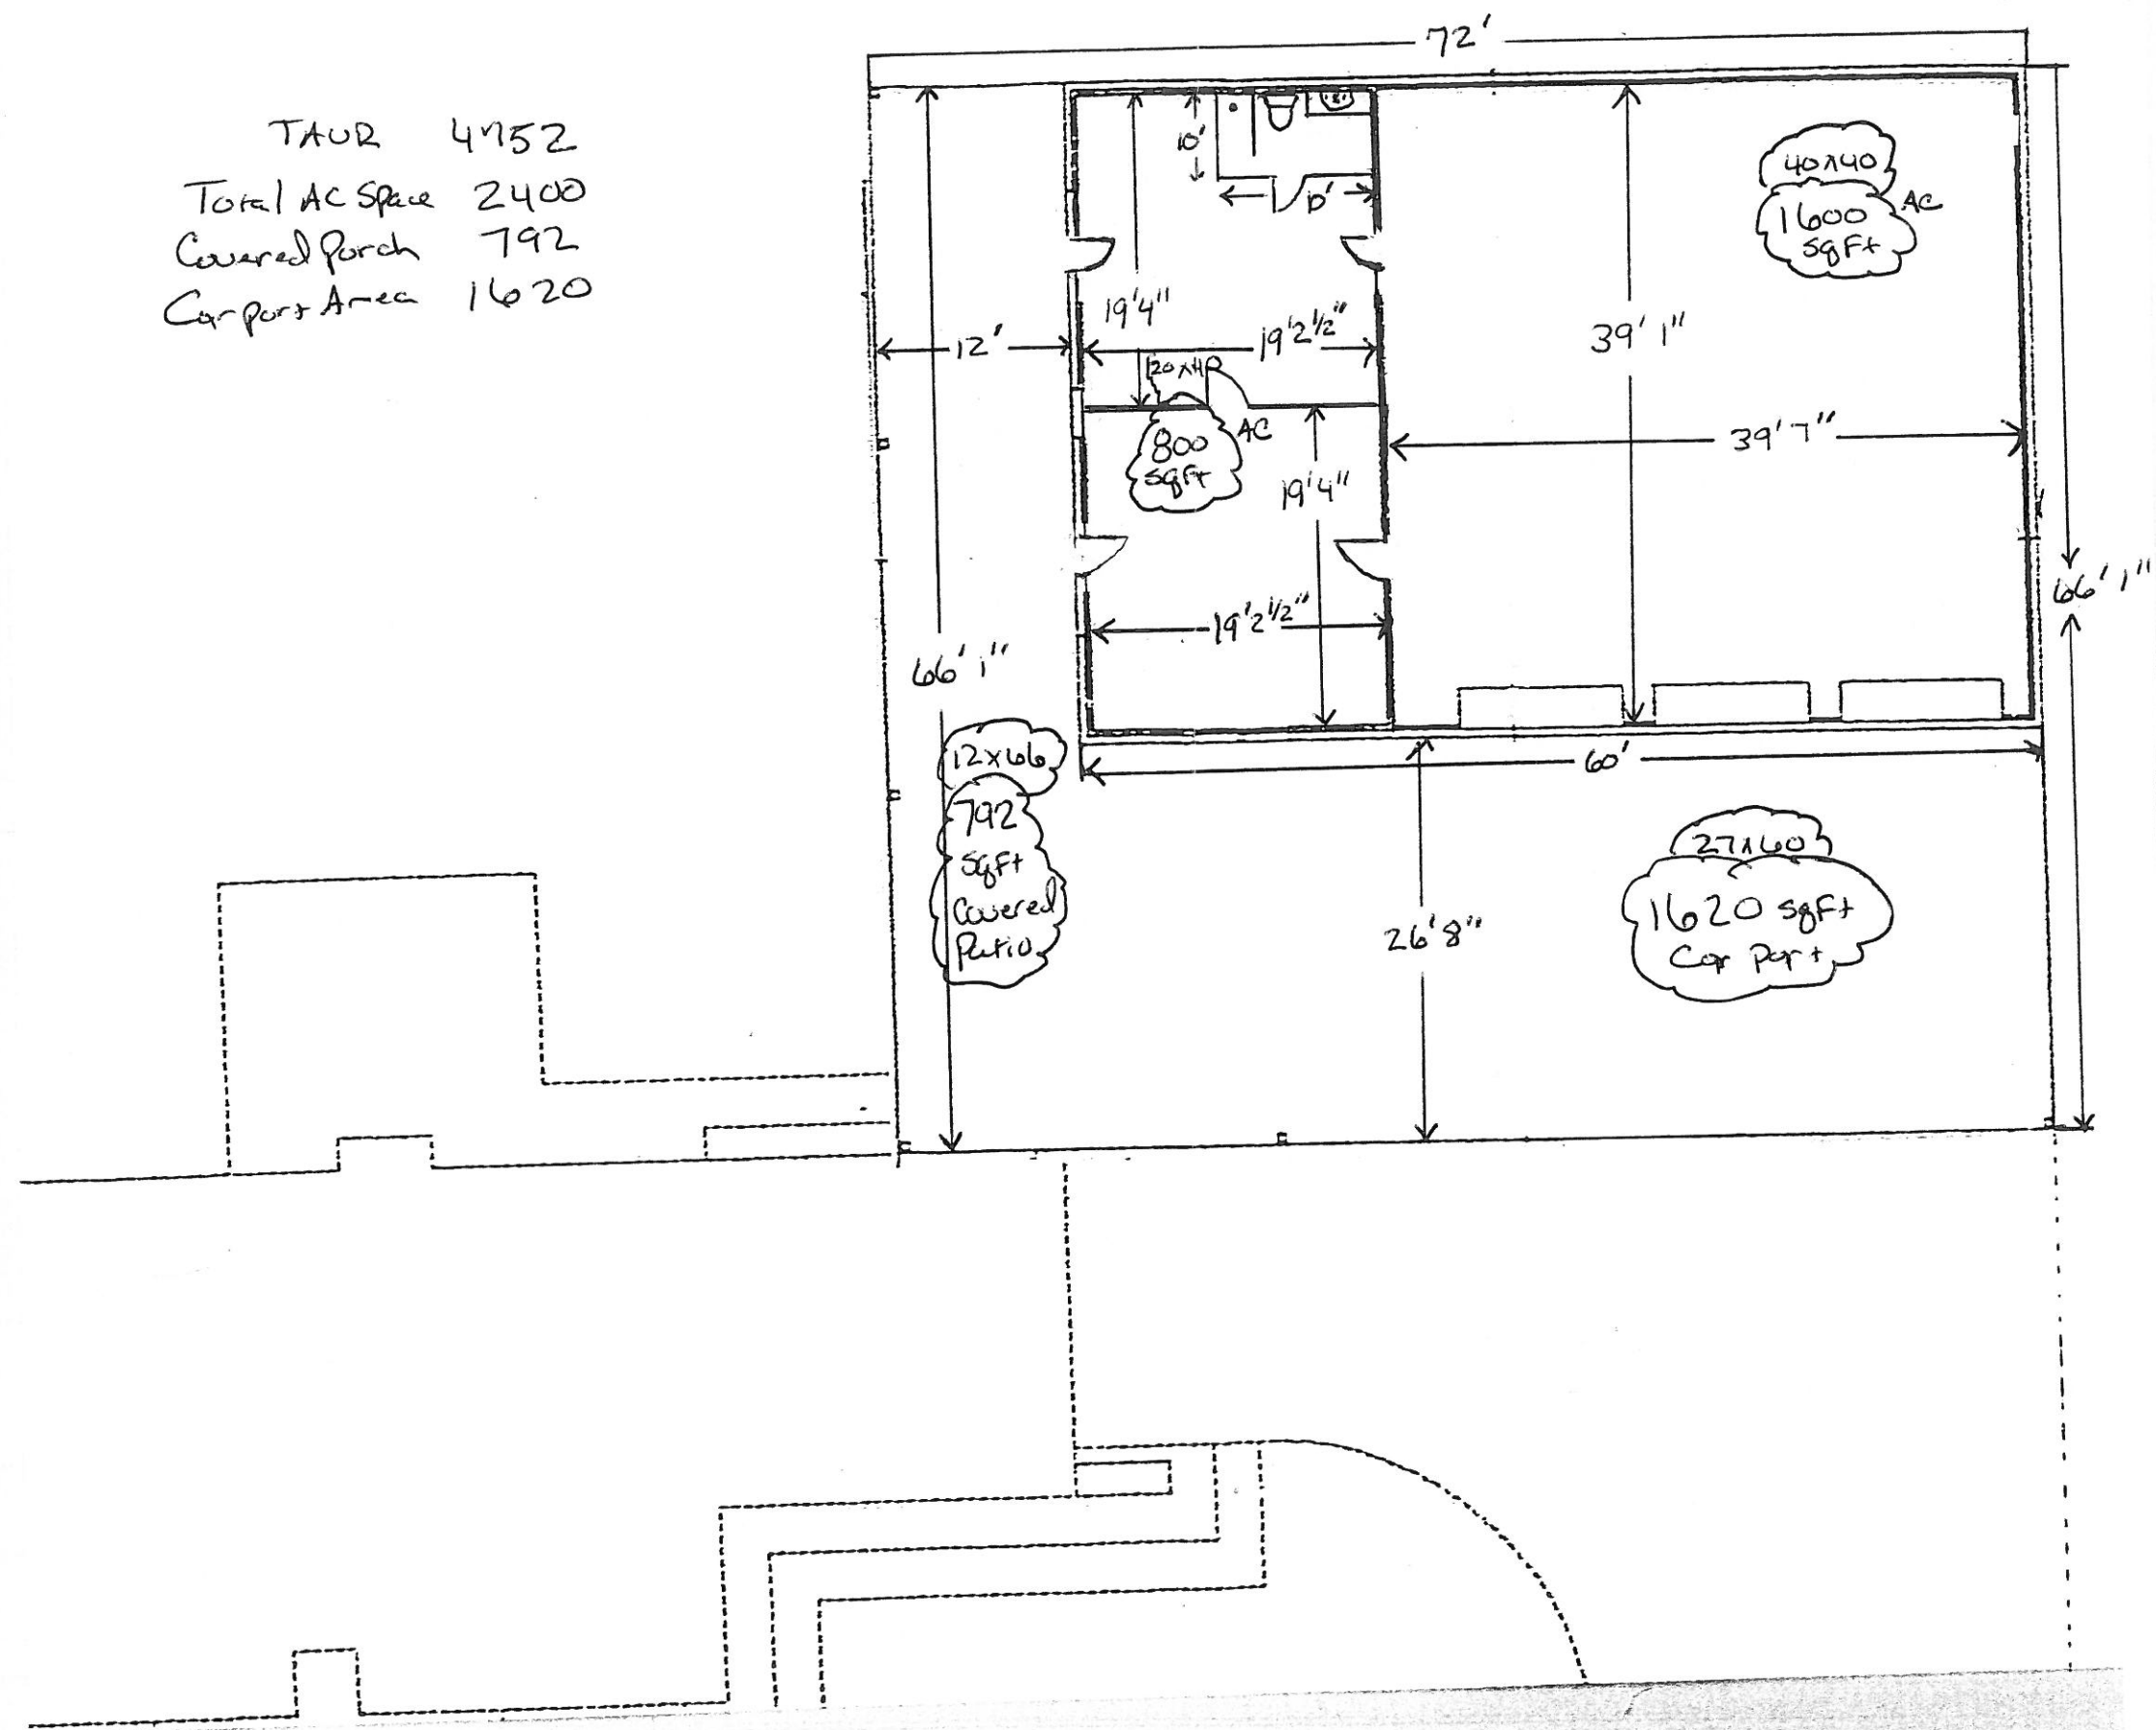 72'
TAUR 4752
Total AC Space 2400
Covered Porch 792
Carport Area 1620
10'
10'
40x40
1600
sqFt
AC
19'4"
19'2 1/2"
39'1"
12'
20x40
800
sqft
AC
39'7"
19'4"
19'2 1/2"
66'1"
66'1"
12x66
792
sqft
Covered
Patio
60'
27x60
1620 sqFt
Car Port
26'8"